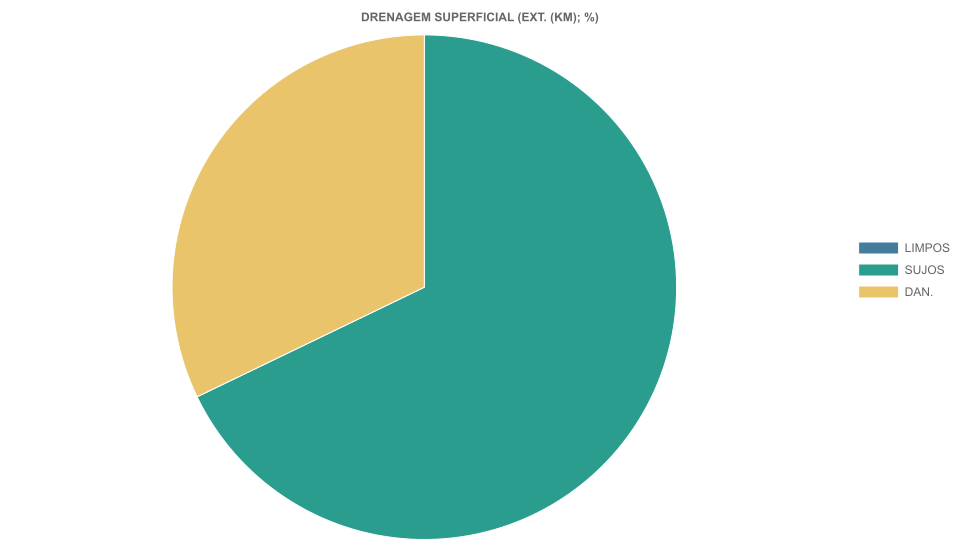 DRENAGEM SUPERFICIAL (EXT. (KM); %)
LIMPOS
SUJOS
DAN.